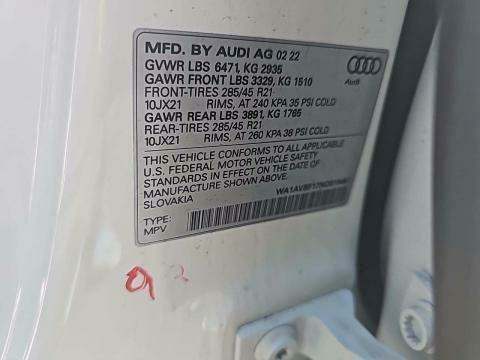 MFD. BY AUDI AG 02 22
GVWR LBS 6471, KG 2935
GAWR FRONT LBS 3329, KG 1510
FRONT-TIRES 285/45 R21
10JX21 RIMS, AT 240 KPA 35 PSI COLD
GAWR REAR LBS 3891, KG 1765
REAR-TIRES 285/45 R21
10JX21 RIMS, AT 260 KPA 38 PSI COLD
THIS VEHICLE CONFORMS TO ALL APPLICABLE
U.S. FEDERAL MOTOR VEHICLE SAFETY
STANDARDS IN EFFECT ON THE DATE OF
MANUFACTURE SHOWN ABOVE.
SLOVAKIA
TYPE:
MPV
Audi